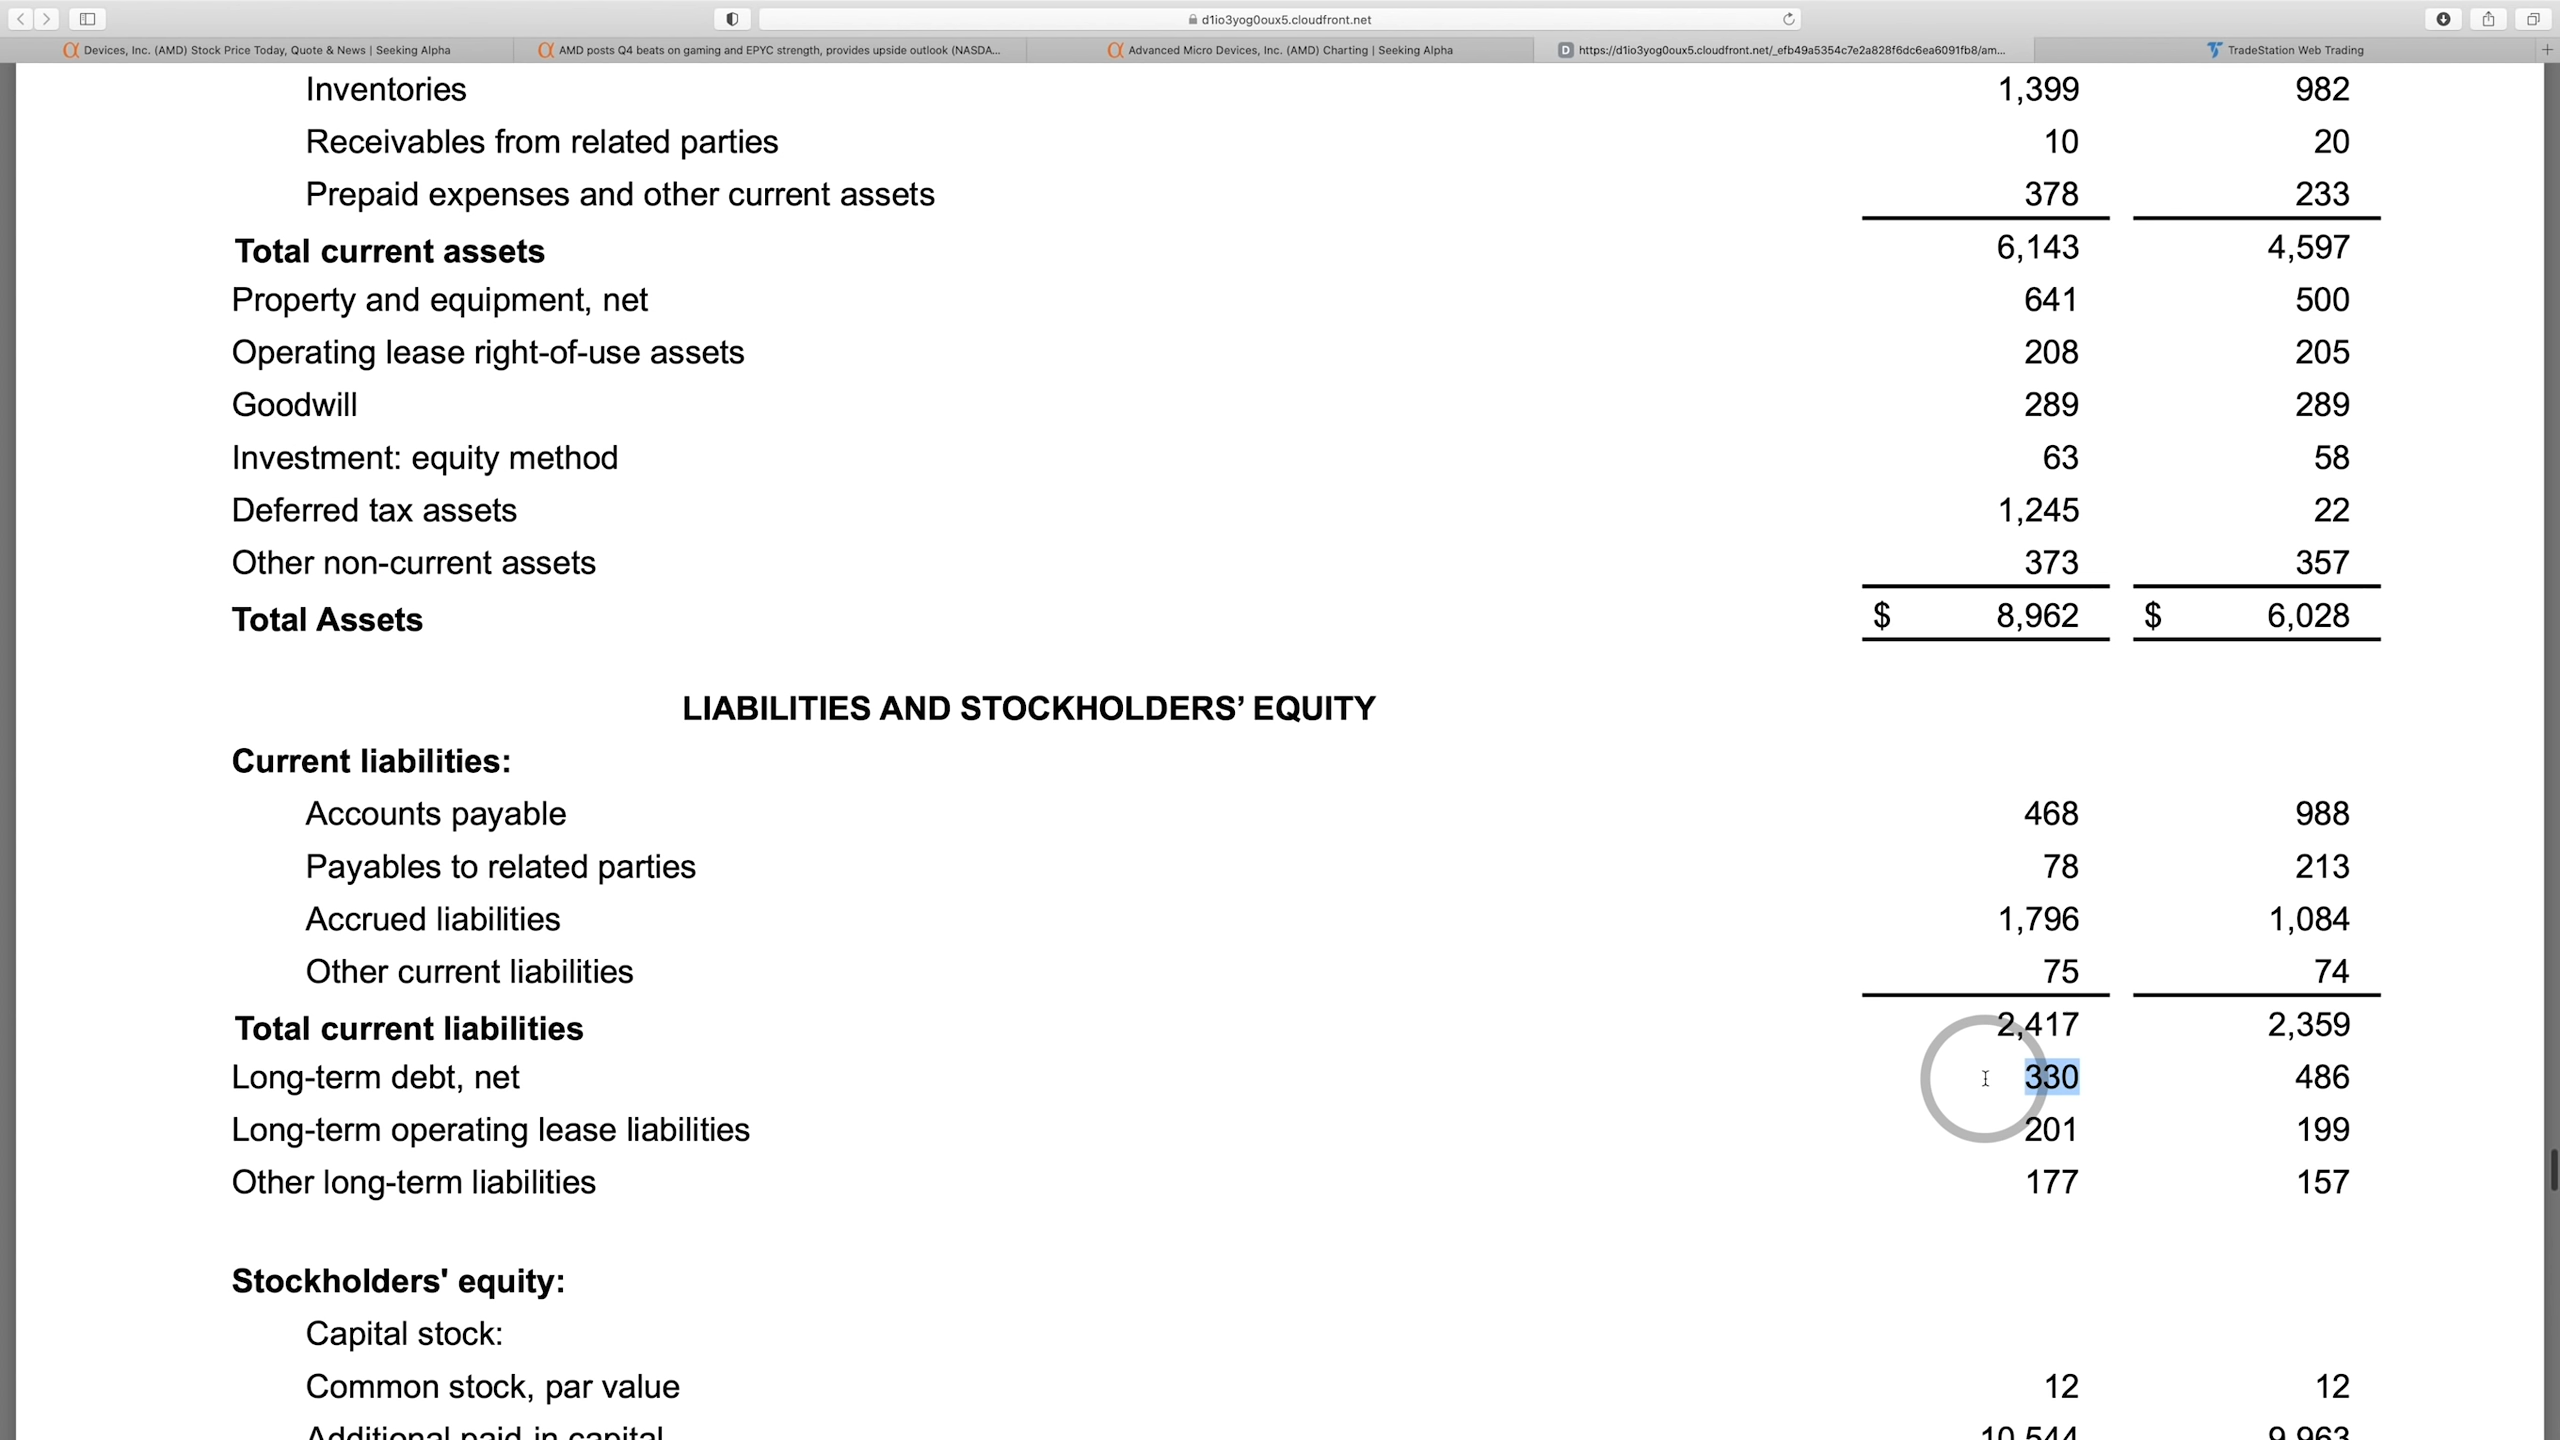 d1io3yog0oux5.cloudfront.net
Devices, Inc. (AMD) Stock Price Today, Quote & News | Seeking Alpha
AMD posts Q4 beats on gaming and EPYC strength, provides upside outlook (NASDA...
Advanced Micro Devices, Inc. (AMD) Charting | Seeking Alpha
D https://d1io3yog0oux5.cloudfront.net/_efb49a5354c7e2a828f6dc6ea6091fb8/am...
TradeStation Web Trading
Inventories 1,399 982
Receivables from related parties 10 20
Prepaid expenses and other current assets 378 233
Total current assets 6,143 4,597
Property and equipment, net 641 500
Operating lease right-of-use assets 208 205
Goodwill 289 289
Investment: equity method 63 58
Deferred tax assets 1,245 22
Other non-current assets 373 357
Total Assets $ 8,962 $ 6,028
LIABILITIES AND STOCKHOLDERS’ EQUITY
Current liabilities:
Accounts payable 468 988
Payables to related parties 78 213
Accrued liabilities 1,796 1,084
Other current liabilities 75 74
Total current liabilities 2,417 2,359
Long-term debt, net 330 486
Long-term operating lease liabilities 201 199
Other long-term liabilities 177 157
Stockholders' equity:
Capital stock:
Common stock, par value 12 12
Additional paid-in capital 10,544 9,963